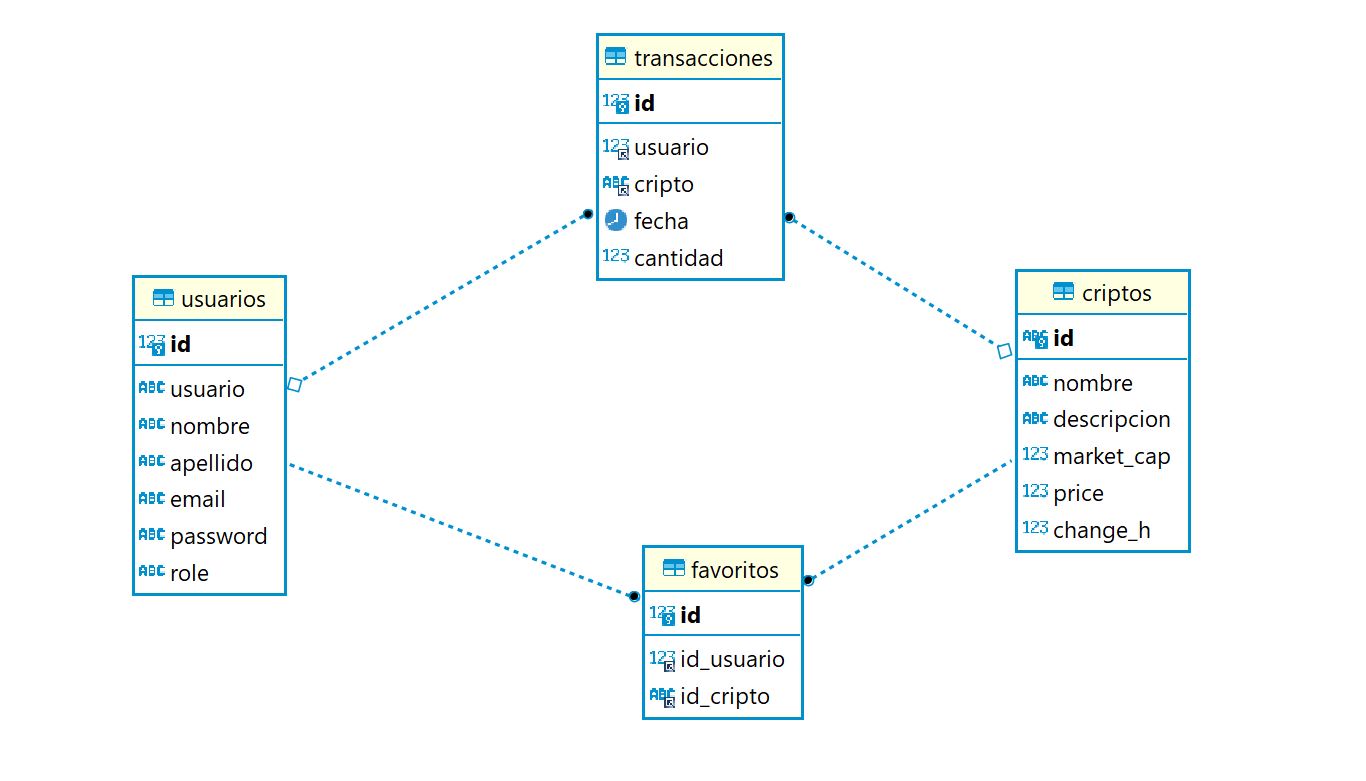 transacciones
123 id
123 usuario
ABC cripto
fecha
123 cantidad
usuarios
123 id
ABC usuario
ABC nombre
ABC apellido
ABC email
ABC password
ABC role
criptos
ABC id
ABC nombre
ABC descripcion
123 market_cap
123 price
123 change_h
favoritos
123 id
123 id_usuario
ABC id_cripto